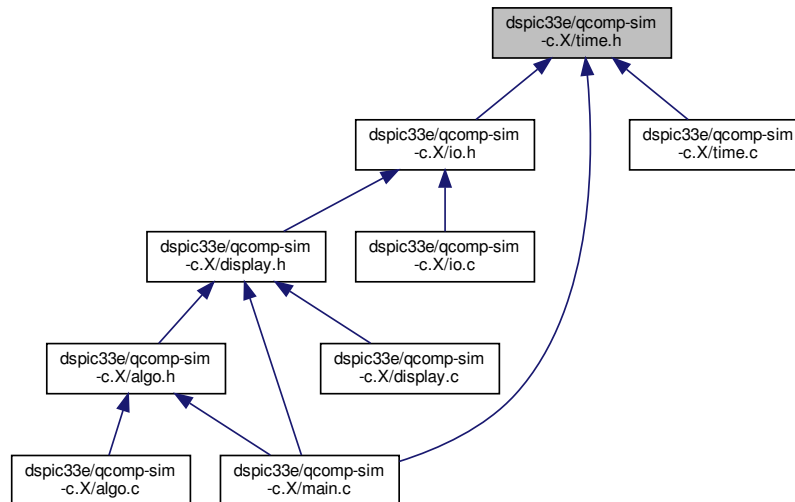 dspic33e/qcomp-sim
-c.X/time.h
dspic33e/qcomp-sim
-c.X/io.h
dspic33e/qcomp-sim
-c.X/time.c
dspic33e/qcomp-sim
-c.X/display.h
dspic33e/qcomp-sim
-c.X/io.c
dspic33e/qcomp-sim
-c.X/algo.h
dspic33e/qcomp-sim
-c.X/display.c
dspic33e/qcomp-sim
-c.X/algo.c
dspic33e/qcomp-sim
-c.X/main.c